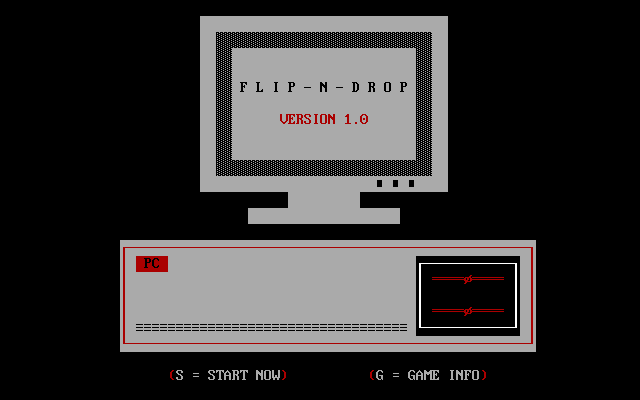 F L I P - N - D R O P
VERSION 1.0
PC
(S = START NOW) (G = GAME INFO)